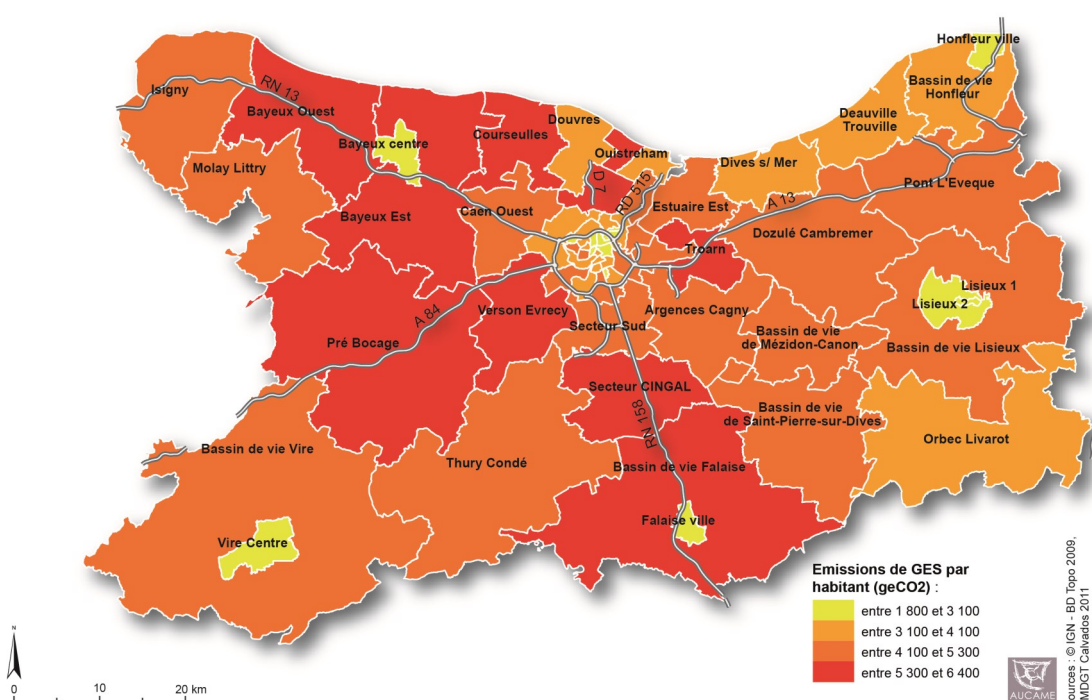 Honfleur ville
Bassin de vie
Honfleur
Isigny
RN 13
Bayeux Ouest
Deauville
Trouville
Douvres
Courseulles
Bayeux centre
Ouistreham
Dives s/ Mer
Molay Littry
D 7
RD 515
A 13
Pont L'Eveque
Bayeux Est
Caen Ouest
Estuaire Est
Dozulé Cambremer
Troarn
Lisieux 1
Lisieux 2
A 84
Verson Evrecy
Argences Cagny
Secteur Sud
Pré Bocage
Bassin de vie
de Mézidon-Canon
Bassin de vie Lisieux
Secteur CINGAL
RN 158
Bassin de vie
de Saint-Pierre-sur-Dives
Orbec Livarot
Bassin de vie Vire
Thury Condé
Bassin de vie Falaise
Falaise ville
Vire Centre
Emissions de GES par
habitant (geCO2) :
entre 1 800 et 3 100
entre 3 100 et 4 100
entre 4 100 et 5 300
entre 5 300 et 6 400
N
0 10 20 km
AUCAME
ources : © IGN - BD Topo 2009,
MDGT Calvados 2011